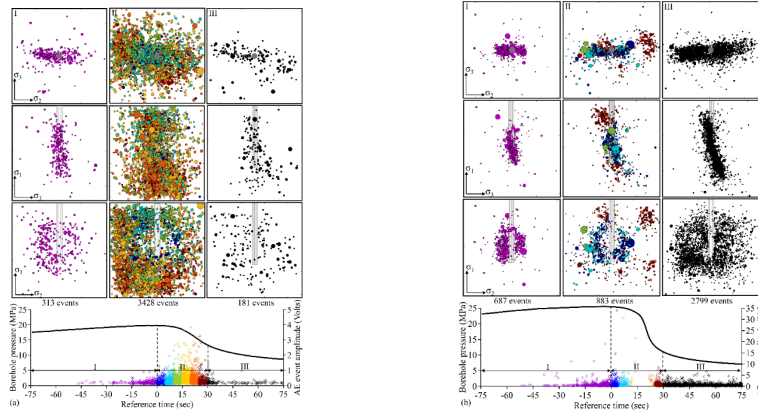 I II III
σ3
σ2
σ1
σ3
σ1
313 events 3428 events 181 events
Borehole pressure (MPa)
25
20
15
10
5
0
I II III
AE event amplitude (Volts)
5
4
3
2
1
0
-75 -60 -45 -30 -15 0 15 30 45 60 75
Reference time (sec)
(a)
(b)
I II III
σ3
σ2
σ1
σ3
σ1
687 events 883 events 2799 events
Borehole pressure (MPa)
25
20
15
10
5
0
I II III
35
30
25
20
15
10
5
0
-75 -60 -45 -30 -15 0 15 30 45 60 75
Reference time (sec)
(b)